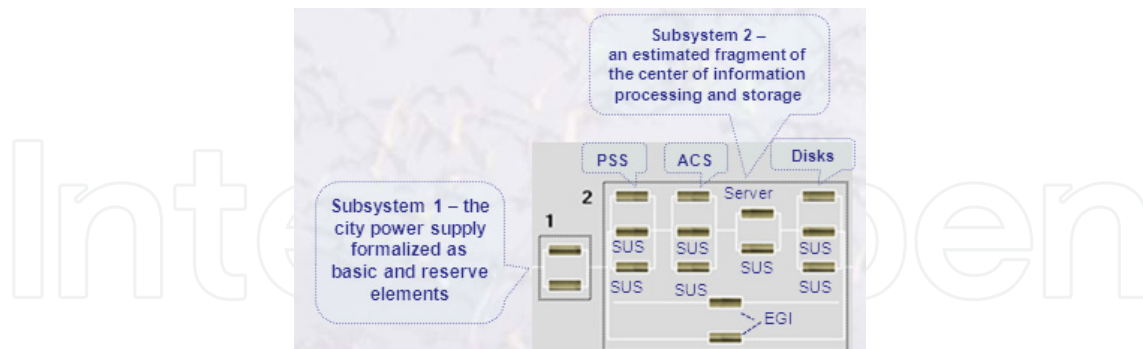 Subsystem 2 –
an estimated fragment of
the center of information
processing and storage
PSS
ACS
Disks
2
Server
Subsystem 1 – the
city power supply
formalized as
basic and reserve
elements
1
SUS
SUS
SUS
SUS
SUS
SUS
SUS
EGI